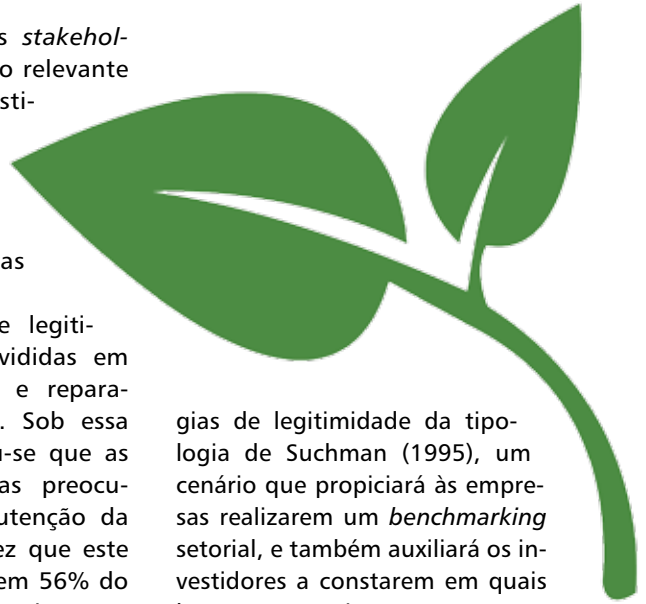 s stakehol-
o relevante
sti-
as
e legiti-
vididas em
e repara-
. Sob essa
u-se que as
as preocu-
utenção da
ez que este
em 56% do
gias de legitimidade da tipo-
logia de Suchman (1995), um
cenário que propiciará às empre-
sas realizarem um benchmarking
setorial, e também auxiliará os in-
vestidores a constarem em quais